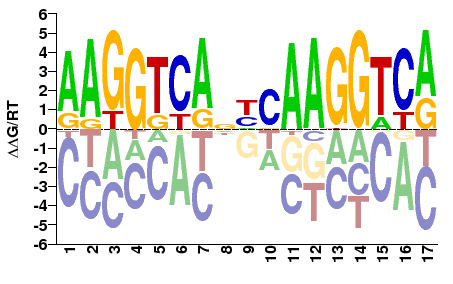 6
5
4
3
2
1
0
-1
-2
-3
-4
-5
-6
ΔΔG/RT
A A G G T C A T C A A G G T C A
G G T G T G C A T G
C T A T A C A T G T G C G A A C G T
C C C A C A C T C C A C
C T
1 2 3 4 5 6 7 8 9 10 11 12 13 14 15 16 17